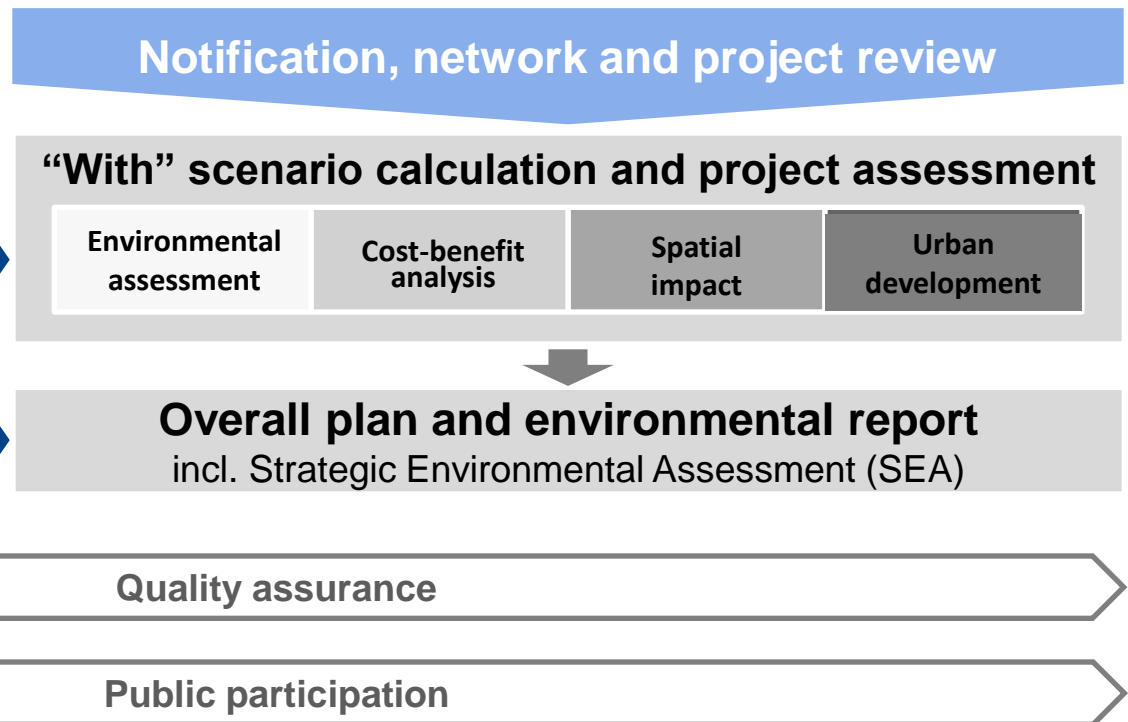 Notification, network and project review
“With” scenario calculation and project assessment
Environmental assessment
Cost-benefit analysis
Spatial impact
Urban development
Overall plan and environmental report
incl. Strategic Environmental Assessment (SEA)
Quality assurance
Public participation